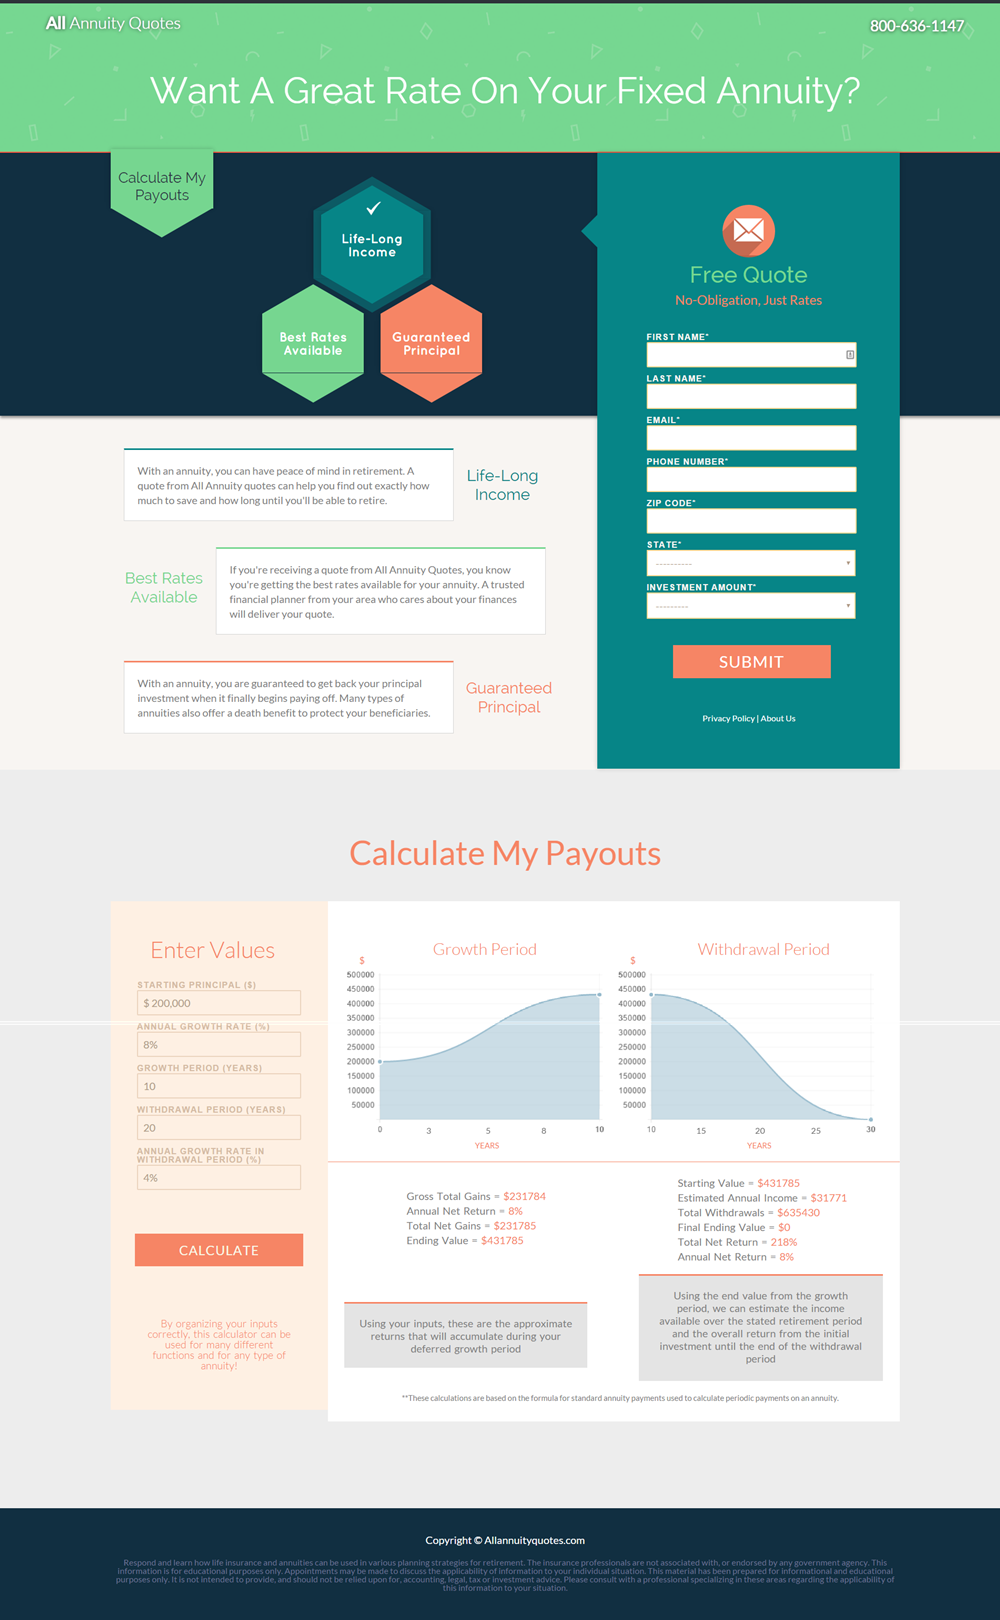 All Annuity Quotes
800-636-1147
Want A Great Rate On Your Fixed Annuity?
Calculate My
Payouts
Life-Long
Income
Best Rates
Available
Guaranteed
Principal
Free Quote
No-Obligation, Just Rates
FIRST NAME*
LAST NAME*
EMAIL*
PHONE NUMBER*
ZIP CODE*
STATE*
---------
INVESTMENT AMOUNT*
---------
SUBMIT
Privacy Policy | About Us
With an annuity, you can have peace of mind in retirement. A
quote from All Annuity quotes can help you find out exactly how
much to save and how long until you'll be able to retire.
Life-Long
Income
Best Rates
Available
If you're receiving a quote from All Annuity Quotes, you know
you're getting the best rates available for your annuity. A trusted
financial planner from your area who cares about your finances
will deliver your quote.
With an annuity, you are guaranteed to get back your principal
investment when it finally begins paying off. Many types of
annuities also offer a death benefit to protect your beneficiaries.
Guaranteed
Principal
Calculate My Payouts
Enter Values
STARTING PRINCIPAL ($)
$ 200,000
ANNUAL GROWTH RATE (%)
8%
GROWTH PERIOD (YEARS)
10
WITHDRAWAL PERIOD (YEARS)
20
ANNUAL GROWTH RATE IN
WITHDRAWAL PERIOD (%)
4%
CALCULATE
By organizing your inputs
correctly, this calculator can be
used for many different
functions and for any type of
annuity!
Growth Period
$
500000
450000
400000
350000
300000
250000
200000
150000
100000
50000
0 3 5 8 10
YEARS
Withdrawal Period
$
500000
450000
400000
350000
300000
250000
200000
150000
100000
50000
10 15 20 25 30
YEARS
Gross Total Gains = $231784
Annual Net Return = 8%
Total Net Gains = $231785
Ending Value = $431785
Starting Value = $431785
Estimated Annual Income = $31771
Total Withdrawals = $635430
Final Ending Value = $0
Total Net Return = 218%
Annual Net Return = 8%
Using your inputs, these are the approximate
returns that will accumulate during your
deferred growth period
Using the end value from the growth
period, we can estimate the income
available over the stated retirement period
and the overall return from the initial
investment until the end of the withdrawal
period
**These calculations are based on the formula for standard annuity payments used to calculate periodic payments on an annuity.
Copyright © Allannuityquotes.com
Respond and learn how life insurance and annuities can be used in various planning strategies for retirement. The insurance professionals are not associated with, or endorsed by any government agency. This
information is for educational purposes only. Appointments may be made to discuss the applicability of information to your individual situation. This material has been prepared for informational and educational
purposes only. It is not intended to provide, and should not be relied upon for, accounting, legal, tax or investment advice. Please consult with a professional specializing in these areas regarding the applicability of
this information to your situation.